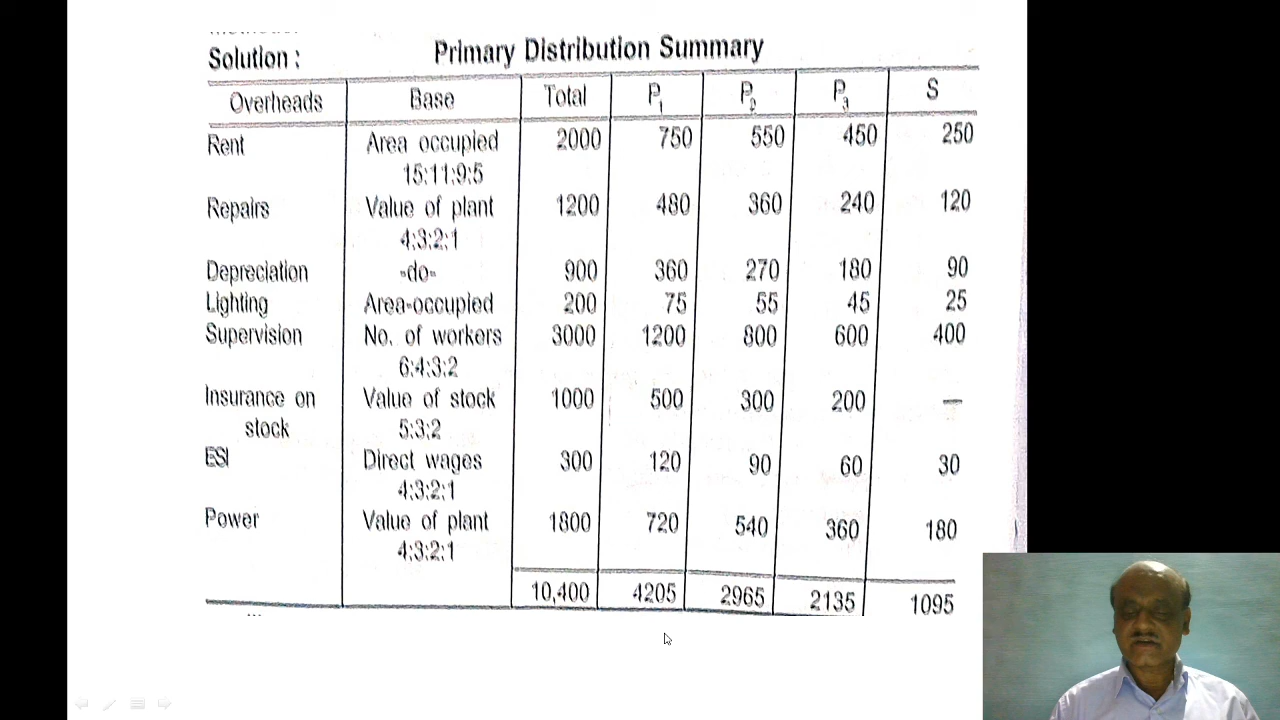 Solution :
Primary Distribution Summary
Overheads Base Total P1 P2 P3 S
Rent Area occupied 2000 750 550 450 250
15:11:9:5
Repairs Value of plant 1200 480 360 240 120
4:3:2:1
Depreciation -do- 900 360 270 180 90
Lighting Area-occupied 200 75 55 45 25
Supervision No. of workers 3000 1200 800 600 400
6:4:3:2
Insurance on Value of stock 1000 500 300 200 —
stock 5:3:2
ESI Direct wages 300 120 90 60 30
4:3:2:1
Power Value of plant 1800 720 540 360 180
4:3:2:1
10,400 4205 2965 2135 1095